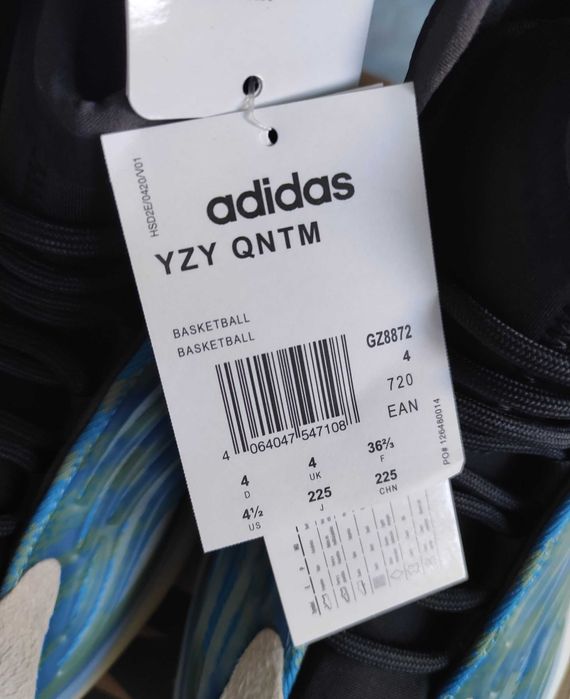 HSD2E/0420/V01
adidas
YZY QNTM
BASKETBALL
BASKETBALL
GZ8872
4
720
EAN
4 064047 547108
4 4 36⅔
D UK F
4½ 225 225
US J CHN
PO# 126480014